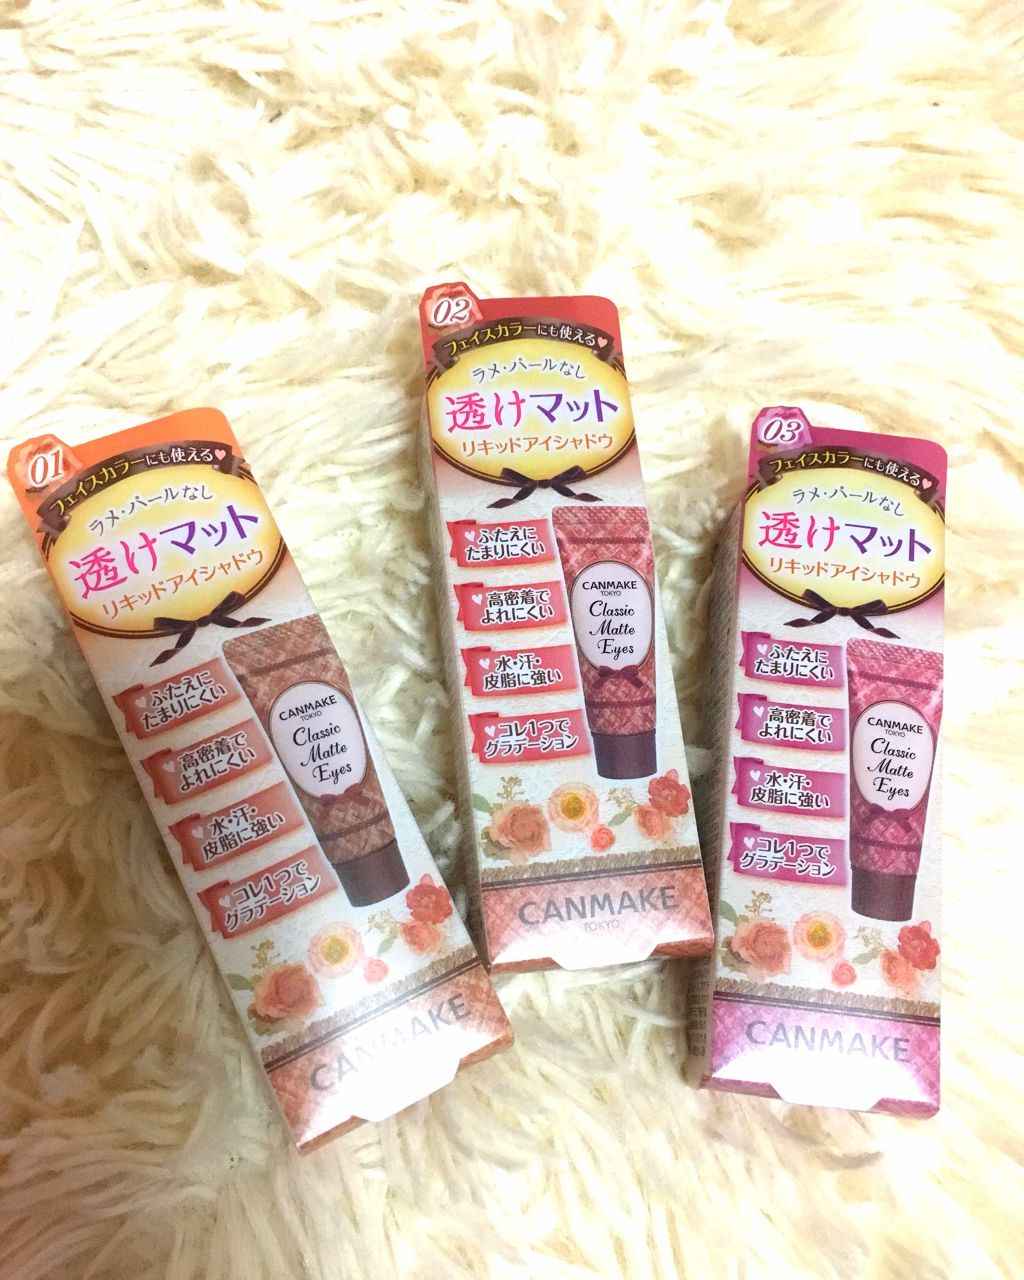 01
フェイスカラーにも使える♥
ラメ・パールなし
透けマット
リキッドアイシャドウ
ふたえに
たまりにくい
高密着で
よれにくい
水・汗・
皮脂に強い
コレ1つで
グラデーション
CANMAKE
TOKYO
Classic
Matte
Eyes
CANMAKE
02
フェイスカラーにも使える♥
ラメ・パールなし
透けマット
リキッドアイシャドウ
ふたえに
たまりにくい
高密着で
よれにくい
水・汗・
皮脂に強い
コレ1つで
グラデーション
CANMAKE
TOKYO
Classic
Matte
Eyes
CANMAKE
TOKYO
03
フェイスカラーにも使える♥
ラメ・パールなし
透けマット
リキッドアイシャドウ
ふたえに
たまりにくい
高密着で
よれにくい
水・汗・
皮脂に強い
コレ1つで
グラデーション
CANMAKE
TOKYO
Classic
Matte
Eyes
CANMAKE